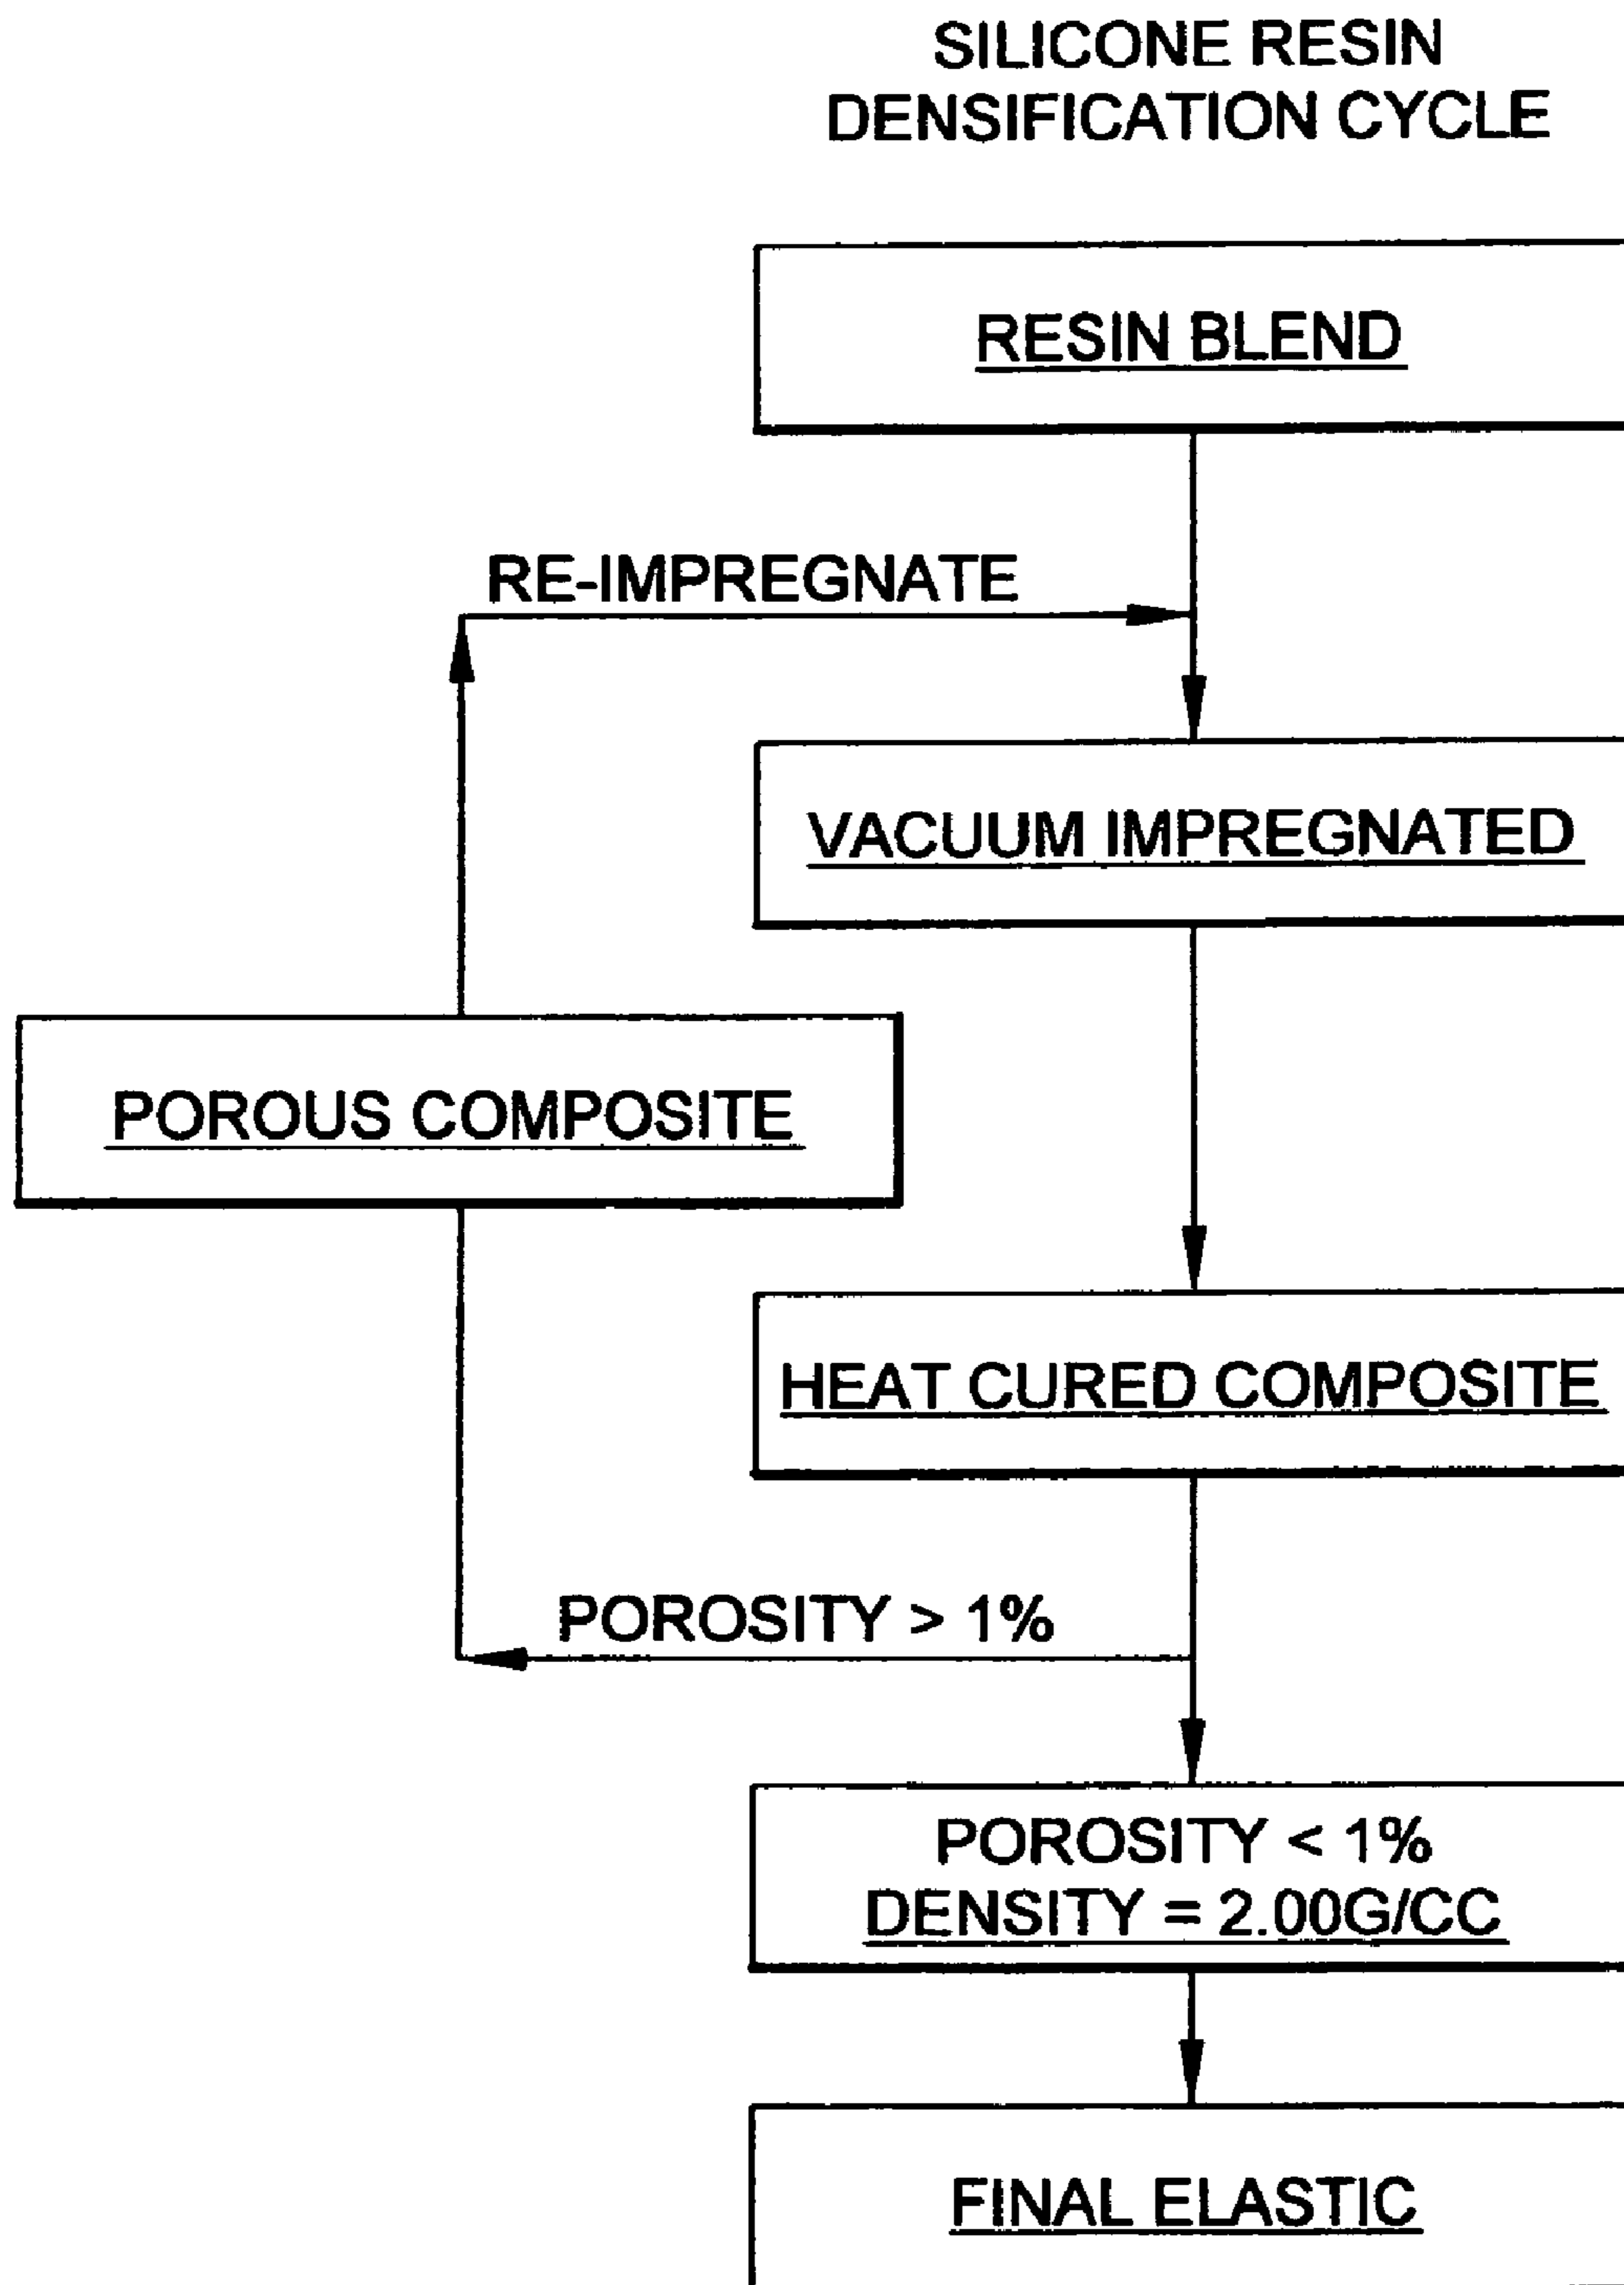 SILICONE RESIN
DENSIFICATION CYCLE
RESIN BLEND
RE-IMPREGNATE
VACUUM IMPREGNATED
POROUS COMPOSITE
HEAT CURED COMPOSITE
POROSITY > 1%
POROSITY < 1%
DENSITY = 2.00G/CC
FINAL ELASTIC